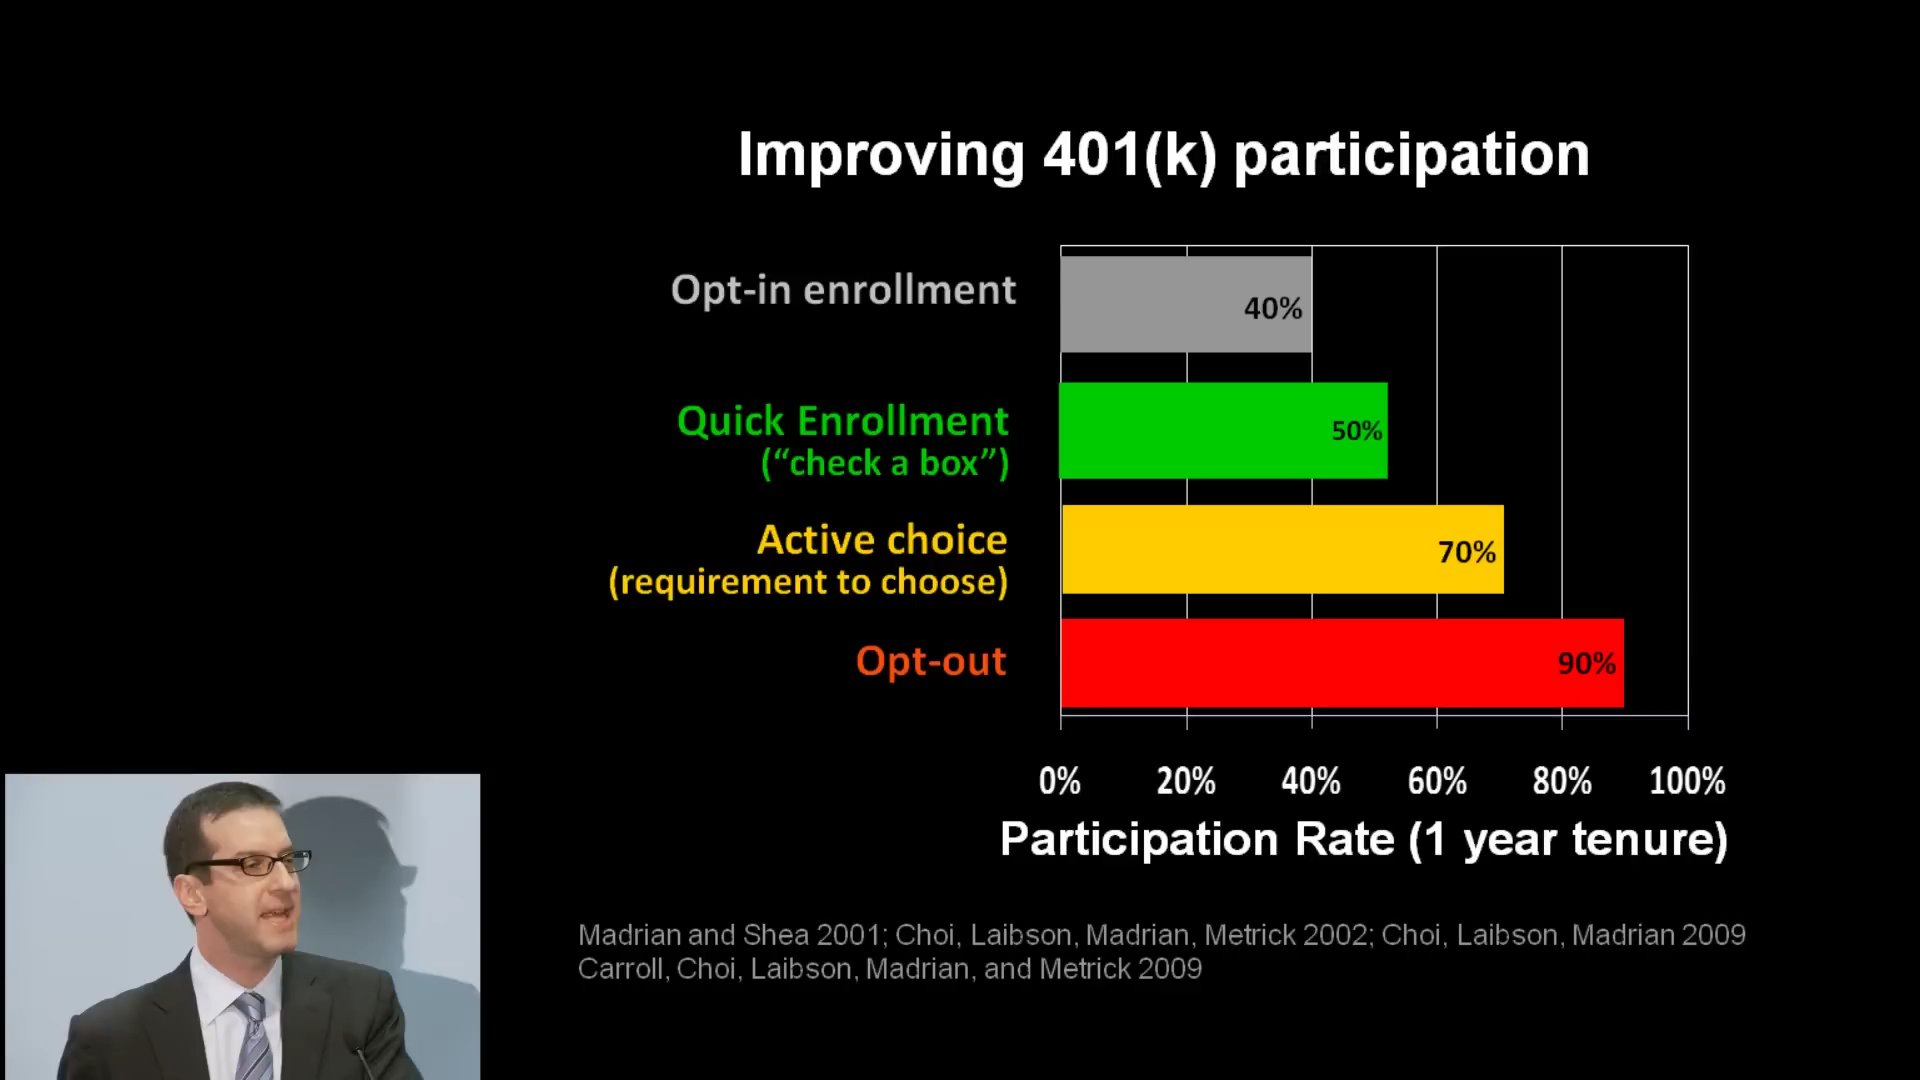 Improving 401(k) participation
Opt-in enrollment
40%
Quick Enrollment
(“check a box”)
50%
Active choice
(requirement to choose)
70%
Opt-out
90%
0% 20% 40% 60% 80% 100%
Participation Rate (1 year tenure)
Madrian and Shea 2001; Choi, Laibson, Madrian, Metrick 2002; Choi, Laibson, Madrian 2009
Carroll, Choi, Laibson, Madrian, and Metrick 2009